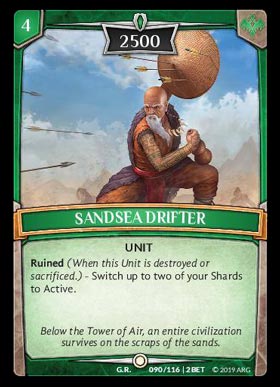 4
2500
SANDSEA DRIFTER
UNIT
Ruined (When this Unit is destroyed or
sacrificed.) - Switch up to two of your Shards
to Active.
Below the Tower of Air, an entire civilization
survives on the scraps of the sands.
G.R. 090/116 | 2BET © 2019 ARG